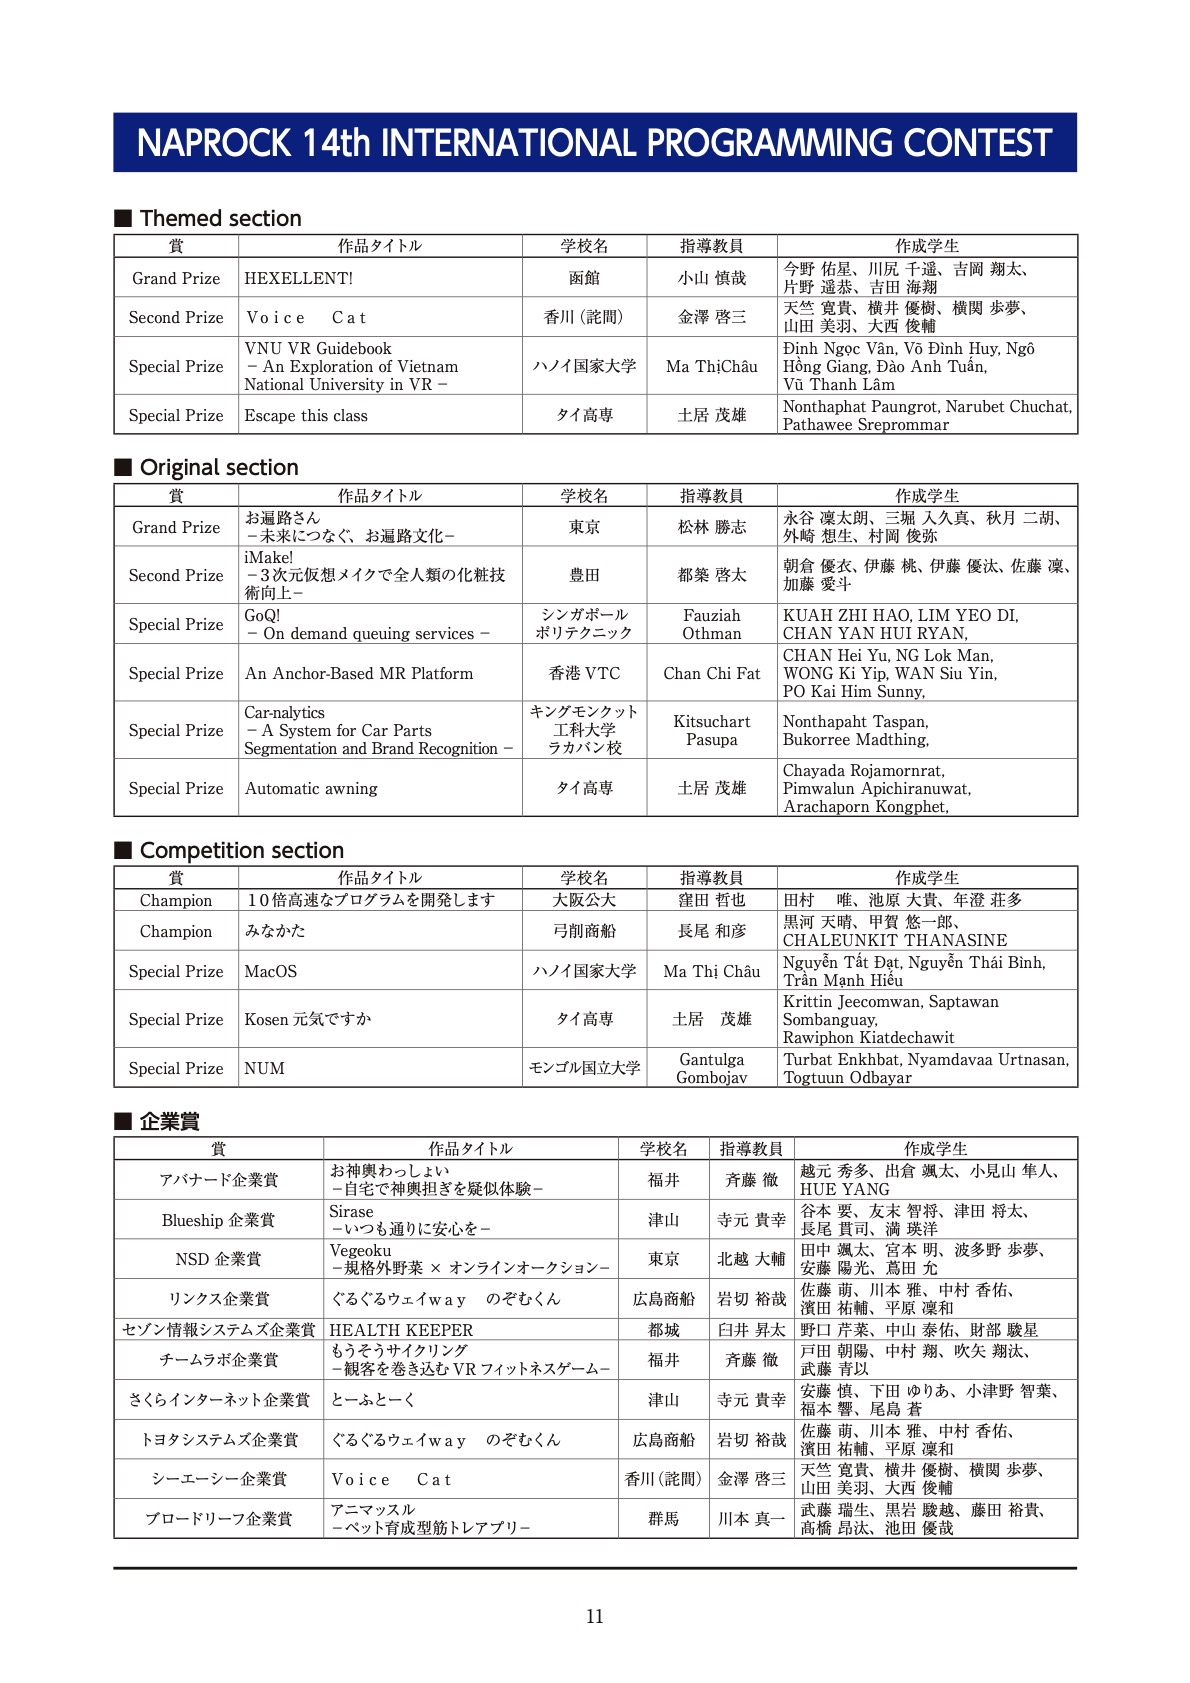 NAPROCK 14th INTERNATIONAL PROGRAMMING CONTEST
■ Themed section
賞 作品タイトル 学校名 指導教員 作成学生
Grand Prize HEXELLENT! 函館 小山 慎哉 今野 佑星、川尻 千遥、吉岡 翔太、
片野 遥恭、吉田 海翔
Second Prize Ｖｏｉｃｅ　Ｃａｔ 香川（詫間） 金澤 啓三 天竺 寛貴、横井 優樹、横関 歩夢、
山田 美羽、大西 俊輔
Special Prize VNU VR Guidebook
− An Exploration of Vietnam
National University in VR − ハノイ国家大学 Ma ThịChâu Đinh Ngọc Vân, Võ Đình Huy, Ngô
Hồng Giang, Đào Anh Tuấn,
Vũ Thanh Lâm
Special Prize Escape this class タイ高専 土居 茂雄 Nonthaphat Paungrot, Narubet Chuchat,
Pathawee Sreprommar
■ Original section
賞 作品タイトル 学校名 指導教員 作成学生
Grand Prize お遍路さん
−未来につなぐ、お遍路文化− 東京 松林 勝志 永谷 凜太朗、三堀 入久真、秋月 二胡、
外崎 想生、村岡 俊弥
Second Prize iMake!
−３次元仮想メイクで全人類の化粧技
術向上− 豊田 都築 啓太 朝倉 優衣、伊藤 桃、伊藤 優汰、佐藤 凜、
加藤 愛斗
Special Prize GoQ!
− On demand queuing services − シンガポール
ポリテクニック Fauziah
Othman KUAH ZHI HAO, LIM YEO DI,
CHAN YAN HUI RYAN,
Special Prize An Anchor-Based MR Platform 香港 VTC Chan Chi Fat CHAN Hei Yu, NG Lok Man,
WONG Ki Yip, WAN Siu Yin,
PO Kai Him Sunny,
Special Prize Car-nalytics
− A System for Car Parts
Segmentation and Brand Recognition − キングモンクット
工科大学
ラカバン校 Kitsuchart
Pasupa Nonthapaht Taspan,
Bukorree Madthing,
Special Prize Automatic awning タイ高専 土居 茂雄 Chayada Rojamornrat,
Pimwalun Apichiranuwat,
Arachaporn Kongphet,
■ Competition section
賞 作品タイトル 学校名 指導教員 作成学生
Champion １０倍高速なプログラムを開発します 大阪公大 窪田 哲也 田村　唯、池原 大貴、年澄 荘多
Champion みなかた 弓削商船 長尾 和彦 黒河 天晴、甲賀 悠一郎、
CHALEUNKIT THANASINE
Special Prize MacOS ハノイ国家大学 Ma Thị Châu Nguyễn Tất Đạt, Nguyễn Thái Bình,
Trần Mạnh Hiếu
Special Prize Kosen 元気ですか タイ高専 土居　茂雄 Krittin Jeecomwan, Saptawan
Sombanguay,
Rawiphon Kiatdechawit
Special Prize NUM モンゴル国立大学 Gantulga
Gombojav Turbat Enkhbat, Nyamdavaa Urtnasan,
Togtuun Odbayar
■ 企業賞
賞 作品タイトル 学校名 指導教員 作成学生
アバナード企業賞 お神輿わっしょい
−自宅で神輿担ぎを疑似体験− 福井 斉藤 徹 越元 秀多、出倉 颯太、小見山 隼人、
HUE YANG
Blueship 企業賞 Sirase
−いつも通りに安心を− 津山 寺元 貴幸 谷本 要、友末 智将、津田 将太、
長尾 貫司、満 瑛洋
NSD 企業賞 Vegeoku
−規格外野菜 × オンラインオークション− 東京 北越 大輔 田中 颯太、宮本 明、波多野 歩夢、
安藤 陽光、蔦田 允
リンクス企業賞 ぐるぐるウェイｗａｙ　のぞむくん 広島商船 岩切 裕哉 佐藤 萌、川本 雅、中村 香佑、
濱田 祐輔、平原 凜和
セゾン情報システムズ企業賞 HEALTH KEEPER 都城 臼井 昇太 野口 芹菜、中山 泰佑、財部 駿星
チームラボ企業賞 もうそうサイクリング
−観客を巻き込む VR フィットネスゲーム− 福井 斉藤 徹 戸田 朝陽、中村 翔、吹矢 翔汰、
武藤 青以
さくらインターネット企業賞 とーふとーく 津山 寺元 貴幸 安藤 慎、下田 ゆりあ、小津野 智葉、
福本 響、尾島 蒼
トヨタシステムズ企業賞 ぐるぐるウェイｗａｙ　のぞむくん 広島商船 岩切 裕哉 佐藤 萌、川本 雅、中村 香佑、
濱田 祐輔、平原 凜和
シーエーシー企業賞 Ｖｏｉｃｅ　Ｃａｔ 香川（詫間） 金澤 啓三 天竺 寛貴、横井 優樹、横関 歩夢、
山田 美羽、大西 俊輔
ブロードリーフ企業賞 アニマッスル
−ペット育成型筋トレアプリ− 群馬 川本 真一 武藤 瑞生、黒岩 駿越、藤田 裕貴、
高橋 昂汰、池田 優哉
11